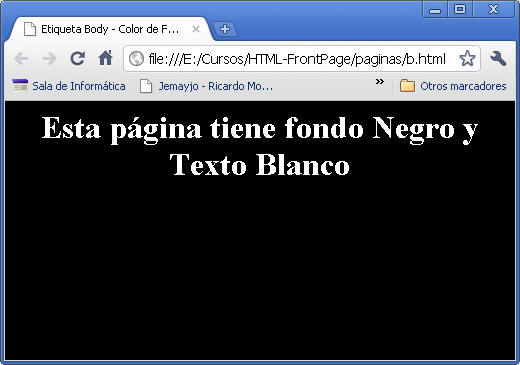 Etiqueta Body - Color de F...
file:///E:/Cursos/HTML-FrontPage/paginas/b.html
Sala de Informática Jemayjo - Ricardo Mo... » Otros marcadores
Esta página tiene fondo Negro y
Texto Blanco